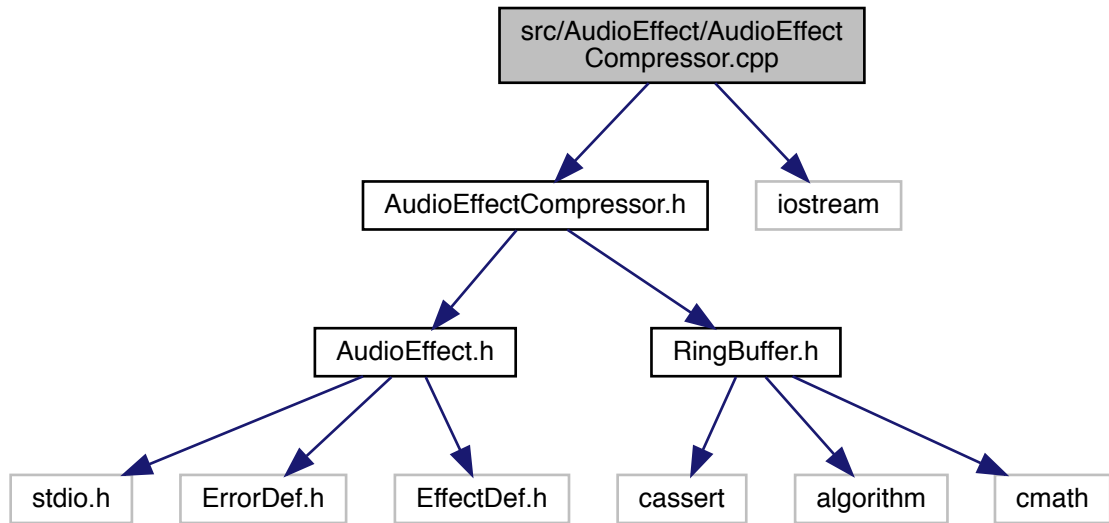 src/AudioEffect/AudioEffect
Compressor.cpp
AudioEffectCompressor.h
iostream
AudioEffect.h
RingBuffer.h
stdio.h
ErrorDef.h
EffectDef.h
cassert
algorithm
cmath